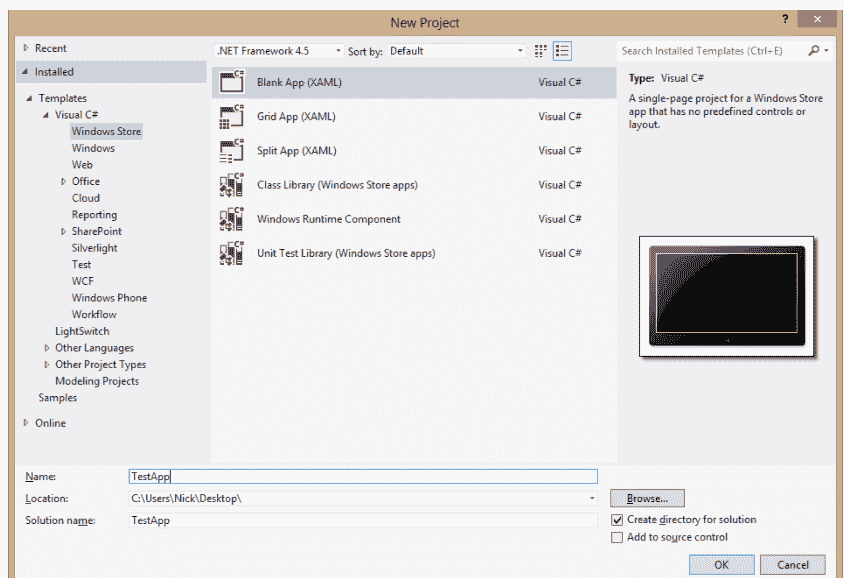 New Project
?
Recent
.NET Framework 4.5
Sort by: Default
Search Installed Templates (Ctrl+E)
Installed
Templates
Visual C#
Windows Store
Windows
Web
Office
Cloud
Reporting
SharePoint
Silverlight
Test
WCF
Windows Phone
Workflow
LightSwitch
Other Languages
Other Project Types
Modeling Projects
Samples
Online
C# Blank App (XAML) Visual C#
C# Grid App (XAML) Visual C#
C# Split App (XAML) Visual C#
C# Class Library (Windows Store apps) Visual C#
C# Windows Runtime Component Visual C#
C# Unit Test Library (Windows Store apps) Visual C#
Type: Visual C#
A single-page project for a Windows Store
app that has no predefined controls or
layout.
Name: TestApp
Location: C:\Users\Nick\Desktop\
Browse...
Solution name: TestApp
Create directory for solution
Add to source control
OK
Cancel